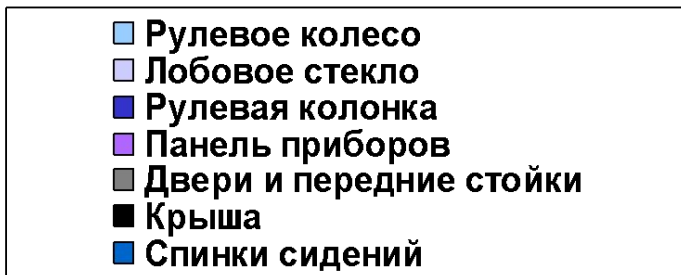 Рулевое колесо
Лобовое стекло
Рулевая колонка
Панель приборов
Двери и передние стойки
Крыша
Спинки сидений